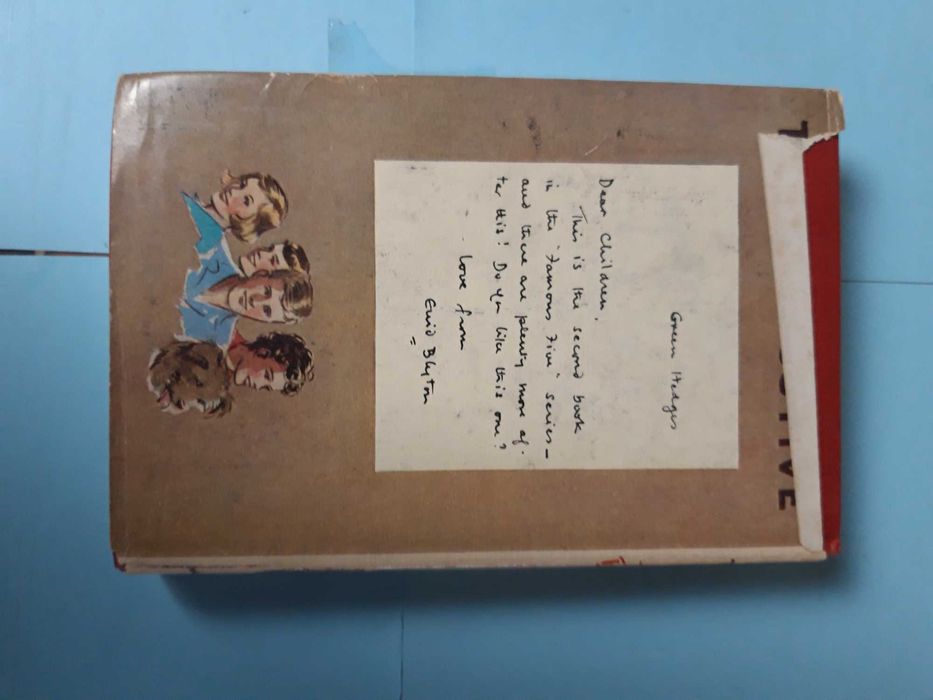 T
IVE
Green Hedges
Dear Children,
This is the second book
in the 'Famous Five' series –
and there are plenty more af-
ter this! Do you like this one?
Love from
Enid Blyton